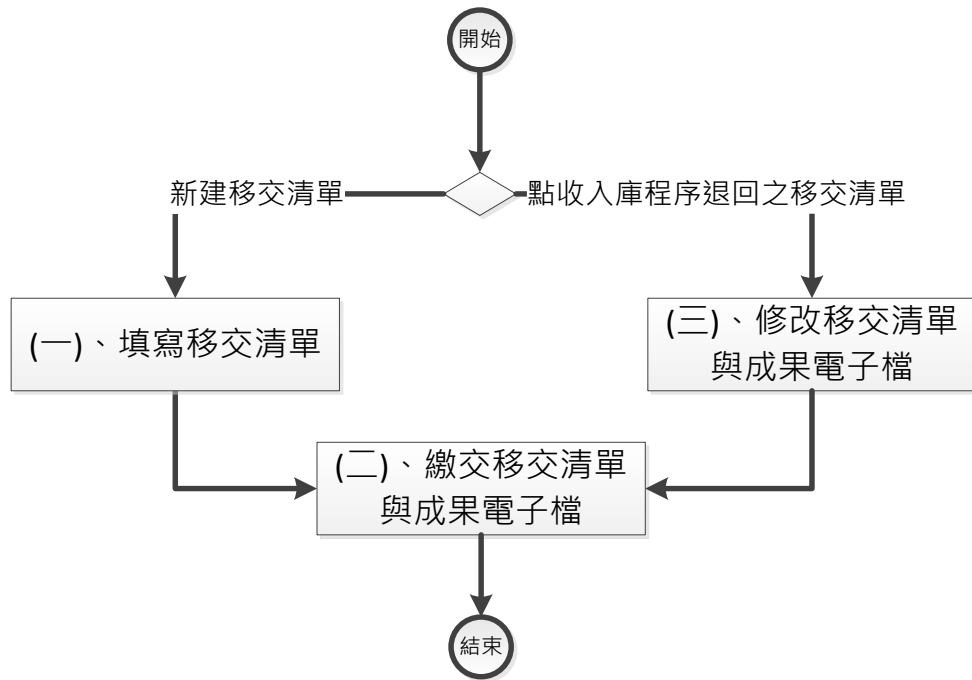 開始
新建移交清單
點收入庫程序退回之移交清單
(一)、填寫移交清單
(三)、修改移交清單
與成果電子檔
(二)、繳交移交清單
與成果電子檔
結束